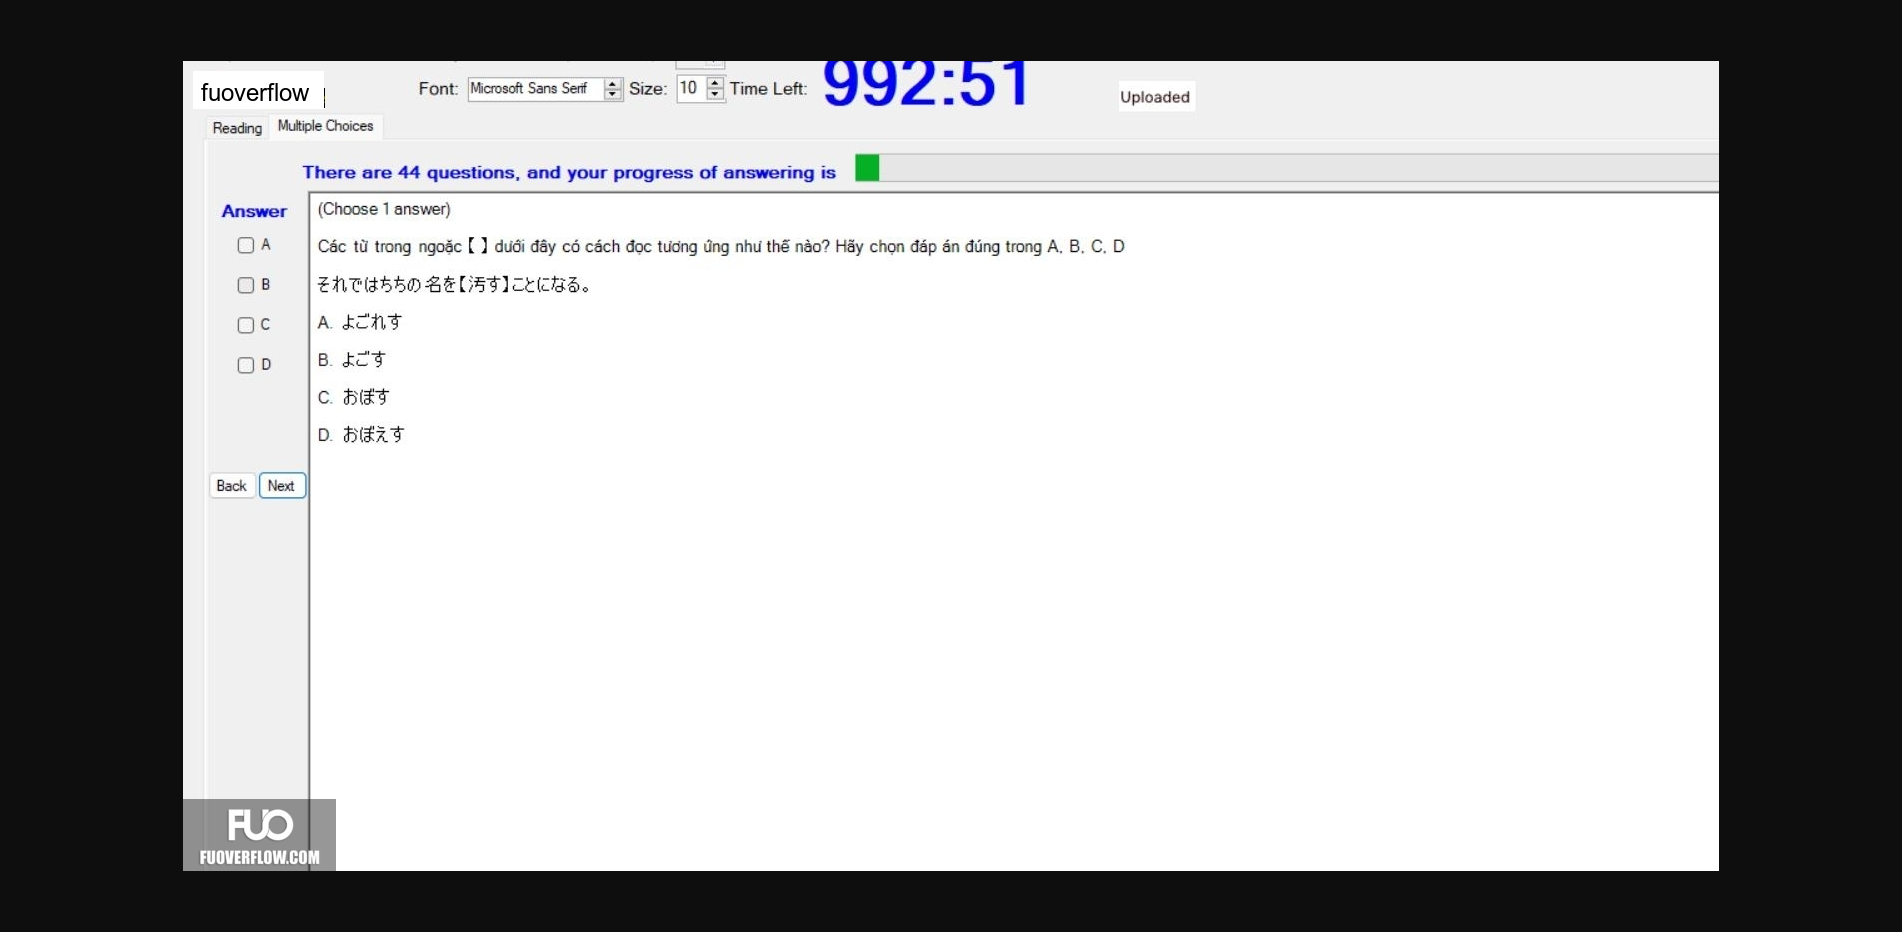 fuoverflow
Font: Microsoft Sans Serif Size: 10 Time Left: 992:51
Uploaded
Reading Multiple Choices
There are 44 questions, and your progress of answering is
Answer
A
B
C
D
Back Next
(Choose 1 answer)
Các từ trong ngoặc【 】dưới đây có cách đọc tương ứng như thế nào? Hãy chọn đáp án đúng trong A, B, C, D
それではちちの名を【汚す】ことになる。
A. よごれす
B. よごす
C. おぼす
D. おぼえす
FUO
FUOVERFLOW.COM